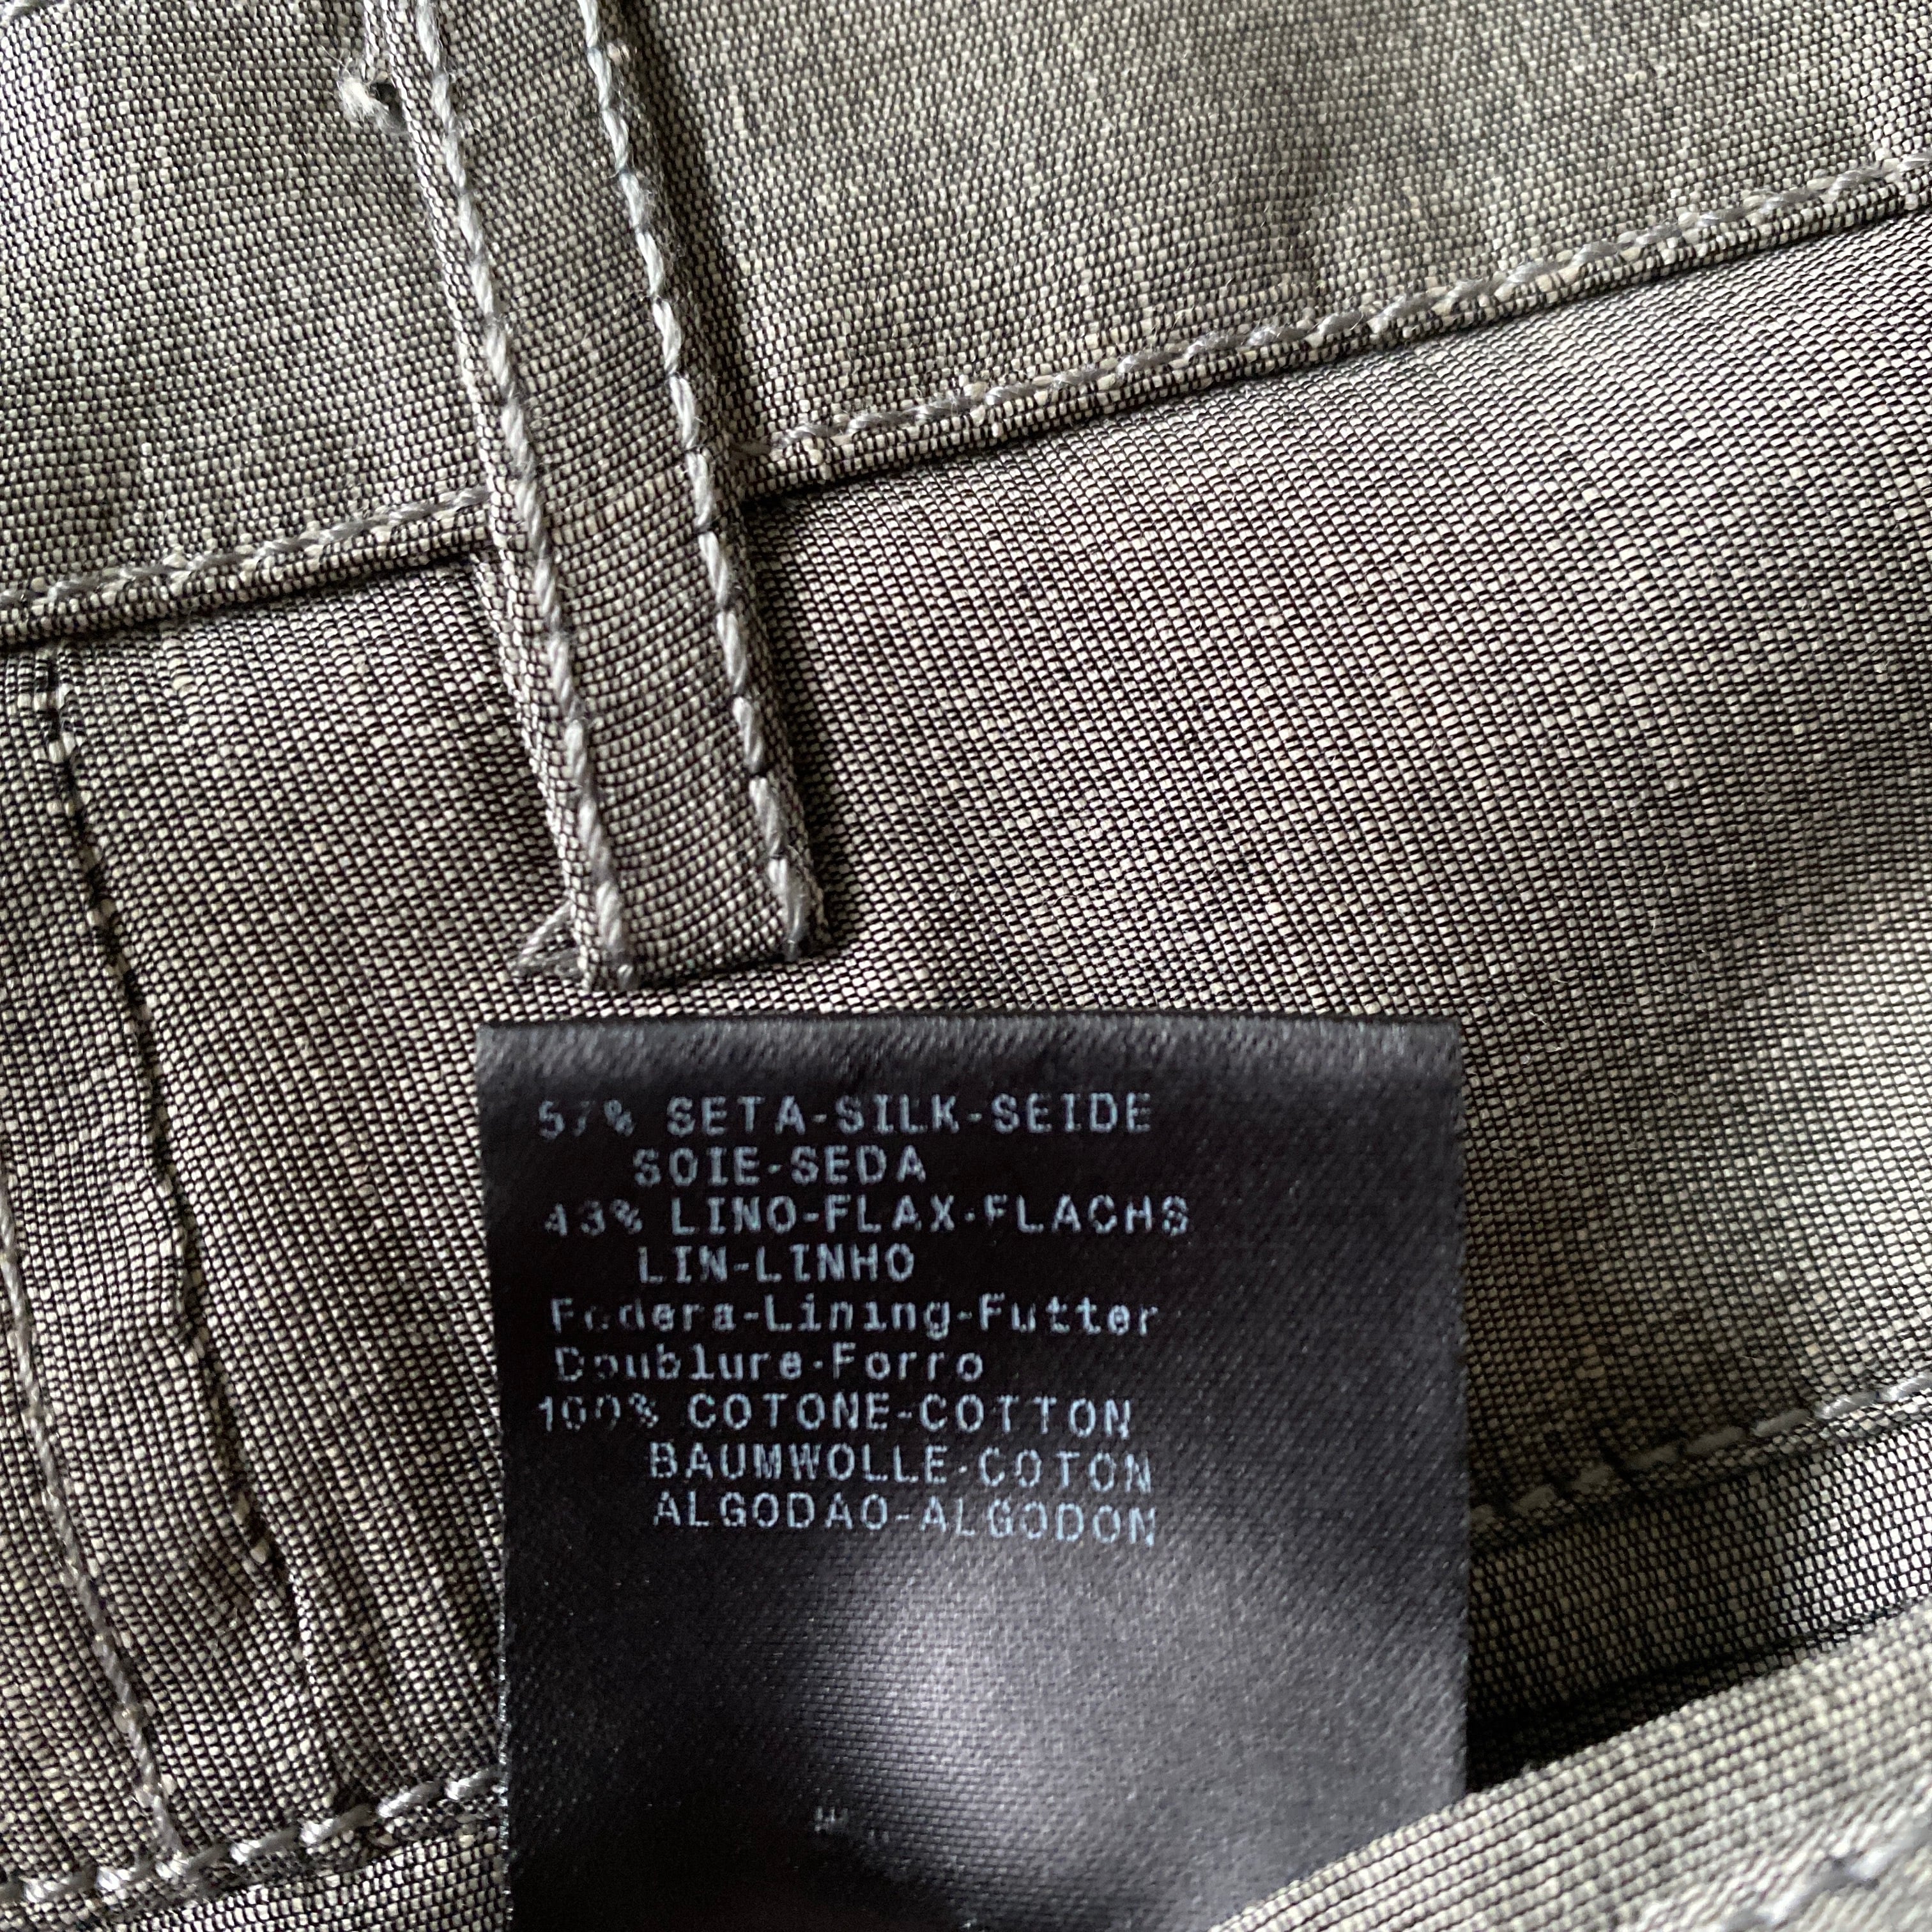 57% SETA-SILK-SEIDE
SOIE-SEDA
43% LINO-FLAX-FLACHS
LIN-LINHO
Fodera-Lining-Futter
Doublure-Forro
100% COTONE-COTTON
BAUMWOLLE-COTON
ALGODAO-ALGODON